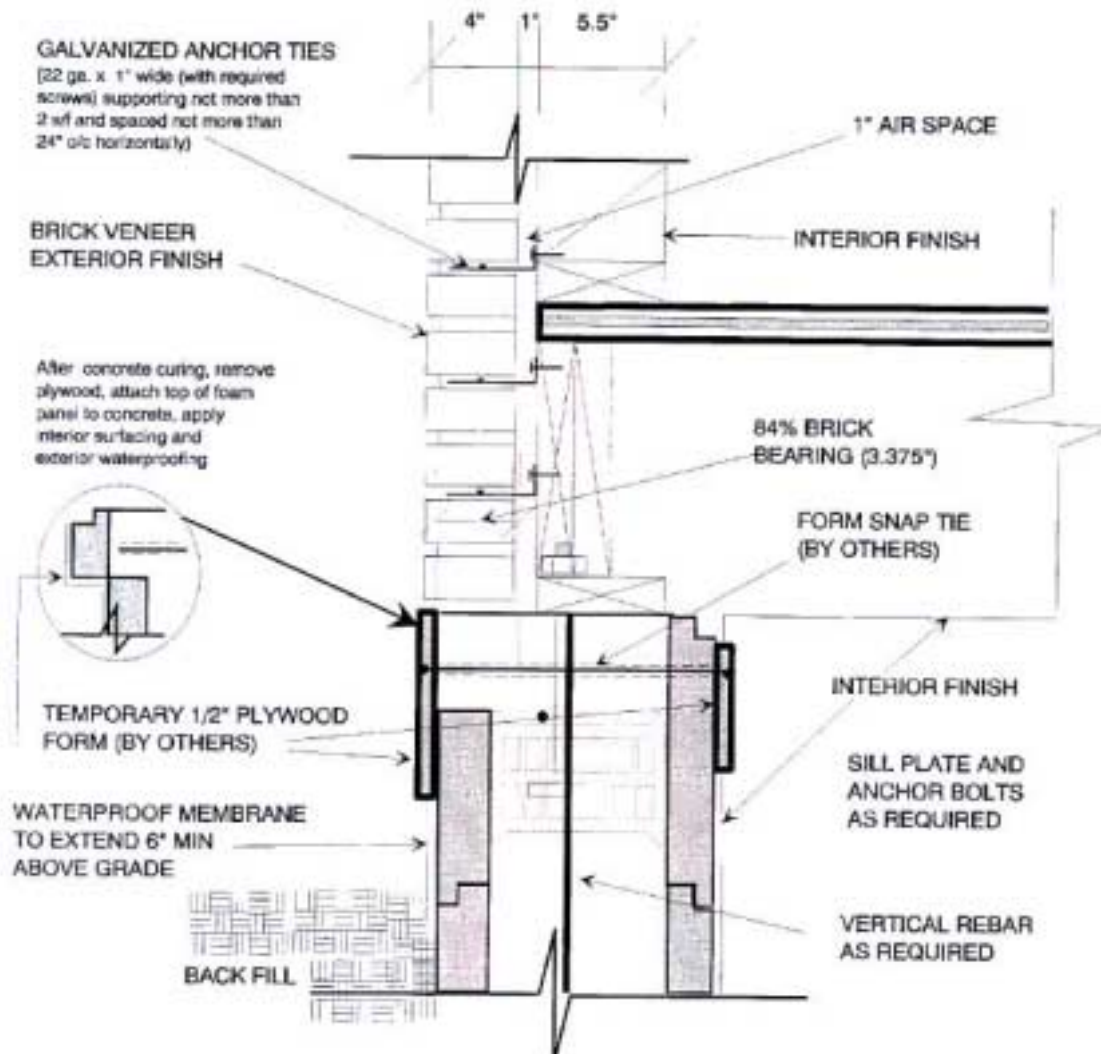 4" 1" 5.5"
GALVANIZED ANCHOR TIES
[22 ga. x 1" wide (with required
screws) supporting not more than
2 s/f and spaced not more than
24" o/c horizontally)
1" AIR SPACE
BRICK VENEER
EXTERIOR FINISH
INTERIOR FINISH
After concrete curing, remove
plywood, attach top of foam
panel to concrete, apply
interior surfacing and
exterior waterproofing
84% BRICK
BEARING (3.375")
FORM SNAP TIE
(BY OTHERS)
INTERIOR FINISH
TEMPORARY 1/2" PLYWOOD
FORM (BY OTHERS)
SILL PLATE AND
ANCHOR BOLTS
AS REQUIRED
WATERPROOF MEMBRANE
TO EXTEND 6" MIN
ABOVE GRADE
VERTICAL REBAR
AS REQUIRED
BACK FILL